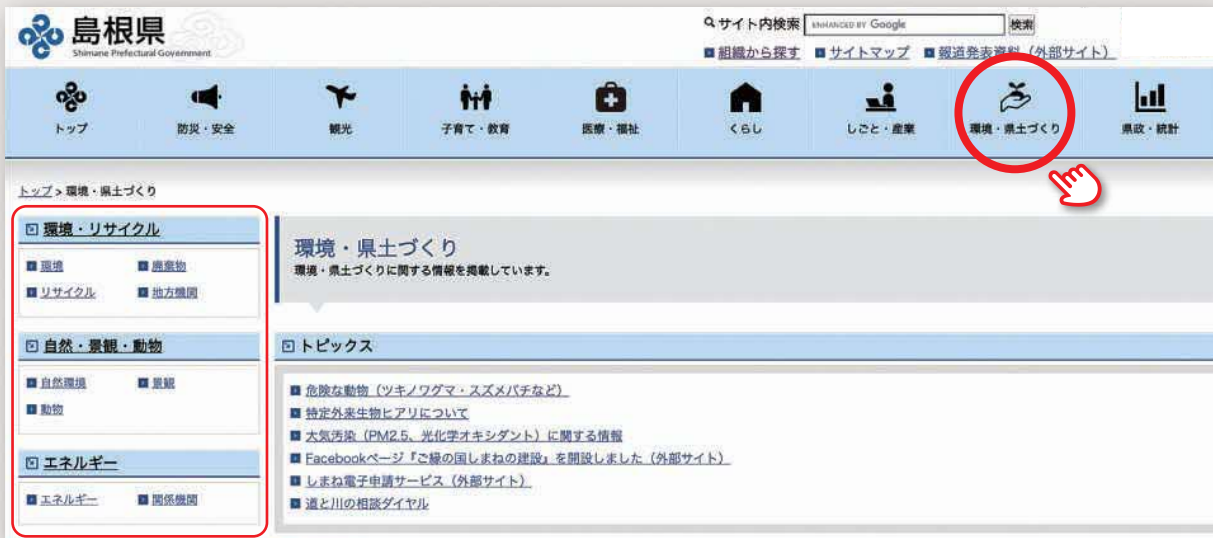 島根県
Shimane Prefectural Government
サイト内検索 ENHANCED BY Google 検索
組織から探す サイトマップ 報道発表資料（外部サイト）
トップ 防災・安全 観光 子育て・教育 医療・福祉 くらし しごと・産業 環境・県土づくり 県政・統計
トップ > 環境・県土づくり
環境・リサイクル
環境 廃棄物
リサイクル 地方機関
自然・景観・動物
自然環境 景観
動物
エネルギー
エネルギー 関係機関
環境・県土づくり
環境・県土づくりに関する情報を掲載しています。
トピックス
危険な動物（ツキノワグマ・スズメバチなど）
特定外来生物ヒアリについて
大気汚染（PM2.5、光化学オキシダント）に関する情報
Facebookページ『ご縁の国しまねの建設』を開設しました（外部サイト）
しまね電子申請サービス（外部サイト）
道と川の相談ダイヤル